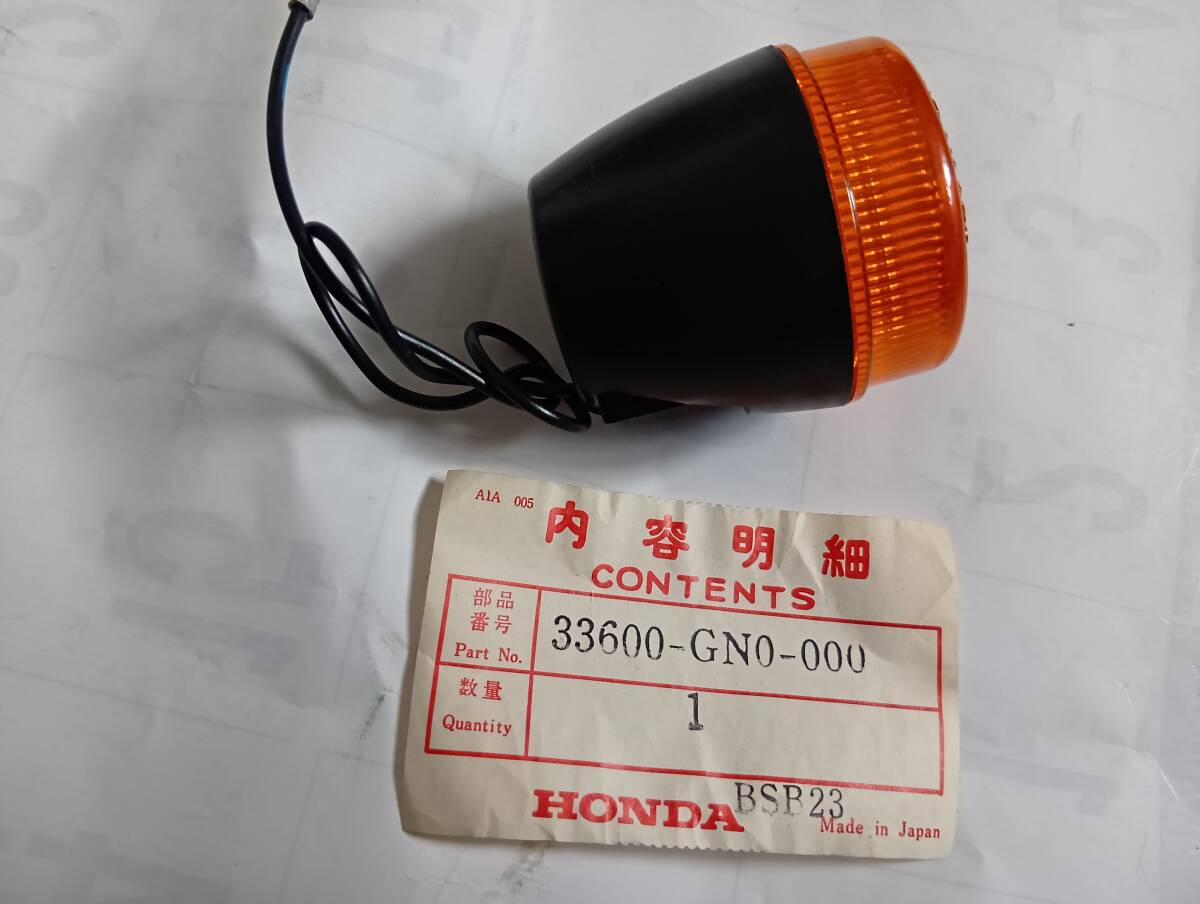 A1A 005
内容明細
CONTENTS
部品
番号
Part No.
33600-GN0-000
数量
Quantity
1
HONDA
BSB23
Made in Japan